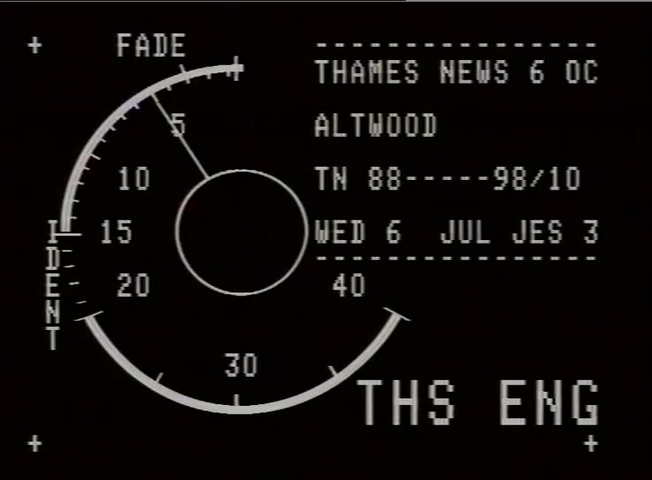 FADE
THAMES NEWS 6 OC
5
ALTWOOD
10
TN 88-----98/10
15
WED 6 JUL JES 3
IDENT
20
40
30
THS ENG